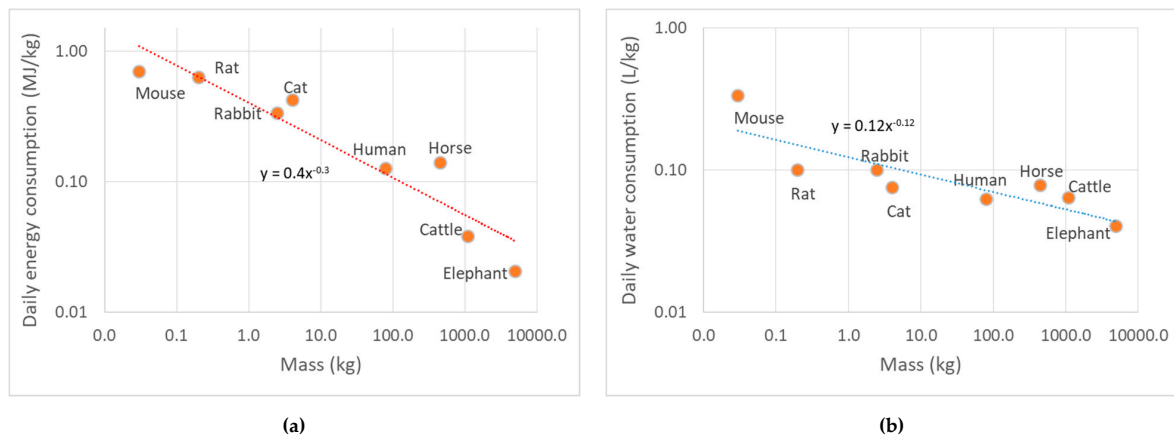 Daily energy consumption (MJ/kg)
1.00
0.10
0.01
Mouse
Rat
Rabbit
Cat
Human
Horse
Cattle
Elephant
y = 0.4x-0.3
0.0 0.1 1.0 10.0 100.0 1000.0 10000.0
Mass (kg)
(a)
Daily water consumption (L/kg)
1.00
0.10
0.01
Mouse
Rat
Rabbit
Cat
Human
Horse
Cattle
Elephant
y = 0.12x-0.12
0.0 0.1 1.0 10.0 100.0 1000.0 10000.0
Mass (kg)
(b)